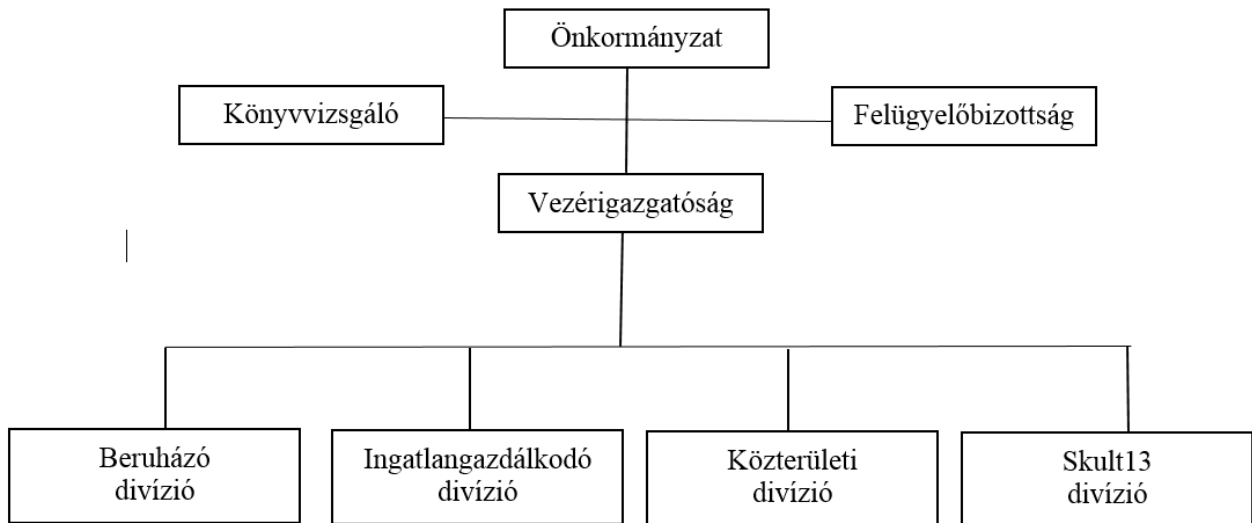 Önkormányzat
Könyvvizsgáló
Felügyelőbizottság
Vezérigazgatóság
Beruházó
divízió
Ingatlangazdálkodó
divízió
Közterületi
divízió
Skult13
divízió